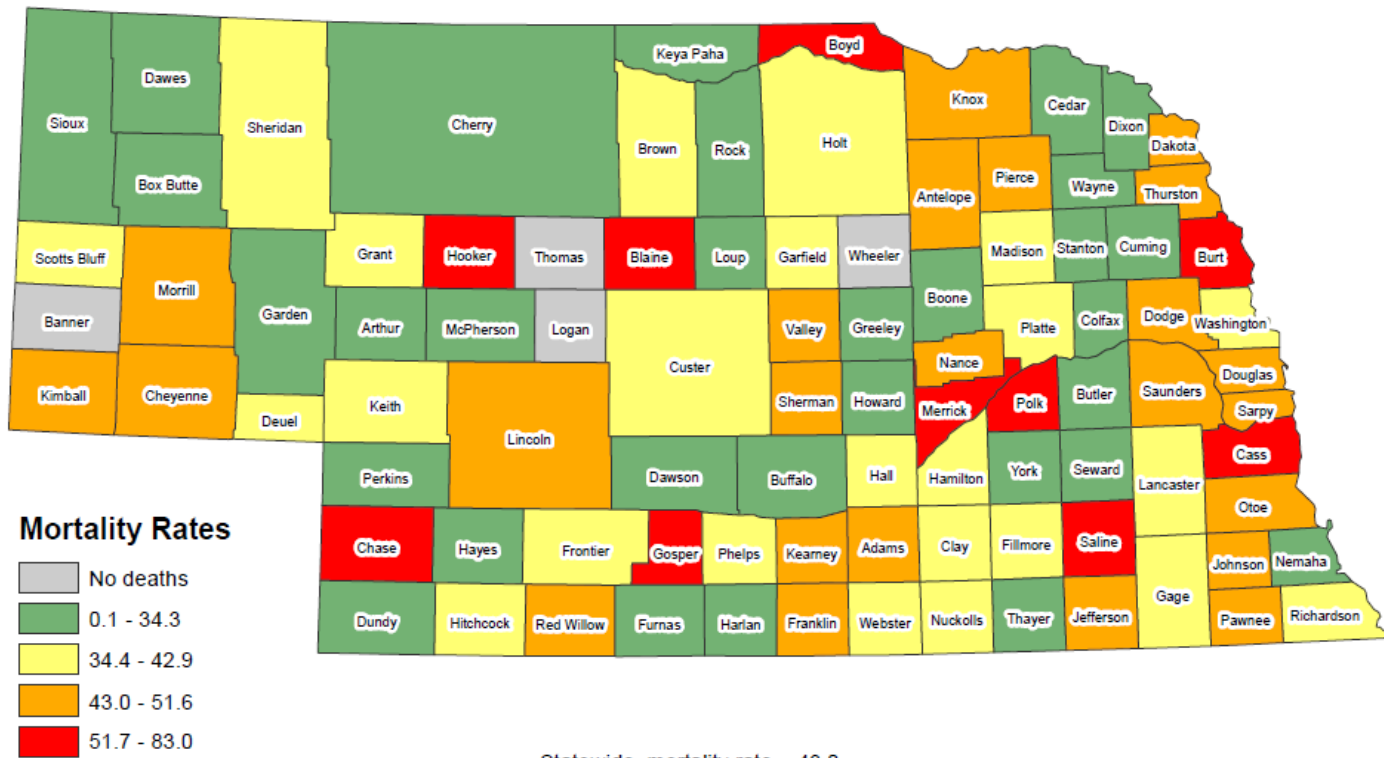 Boyd
Keya Paha
Dawes
Knox
Cedar
Sioux
Sheridan
Cherry
Dixon
Brown
Rock
Holt
Dakota
Box Butte
Pierce
Wayne
Antelope
Thurston
Scotts Bluff
Grant
Hooker
Thomas
Blaine
Loup
Garfield
Wheeler
Madison
Stanton
Cuming
Burt
Morrill
Banner
Garden
Arthur
McPherson
Logan
Valley
Greeley
Boone
Platte
Colfax
Dodge
Washington
Custer
Nance
Douglas
Kimball
Cheyenne
Deuel
Keith
Sherman
Howard
Merrick
Polk
Butler
Saunders
Sarpy
Lincoln
Cass
Perkins
Dawson
Buffalo
Hall
Hamilton
York
Seward
Lancaster
Otoe
Chase
Hayes
Frontier
Gosper
Phelps
Kearney
Adams
Clay
Fillmore
Saline
Johnson
Nemaha
Gage
Dundy
Hitchcock
Red Willow
Furnas
Harlan
Franklin
Webster
Nuckolls
Thayer
Jefferson
Pawnee
Richardson
Mortality Rates
No deaths
0.1 - 34.3
34.4 - 42.9
43.0 - 51.6
51.7 - 83.0